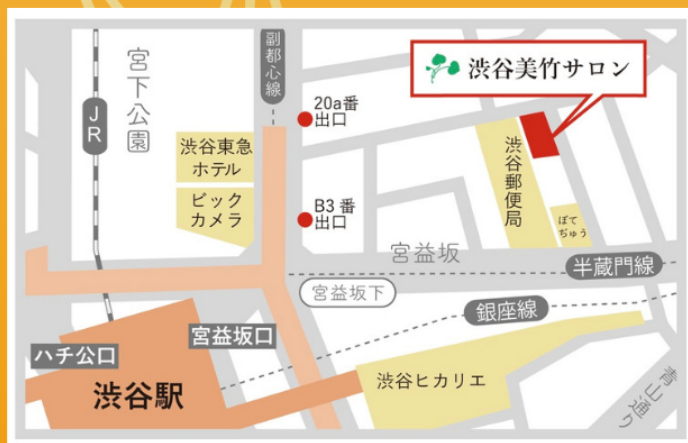 宮下公園
JR
副都心線
渋谷美竹サロン
20a番
出口
渋谷東急
ホテル
ビック
カメラ
B3 番
出口
渋谷郵便局
ぼて
ぢゅう
宮益坂
半蔵門線
宮益坂下
銀座線
宮益坂口
ハチ公口
渋谷駅
渋谷ヒカリエ
青山通り